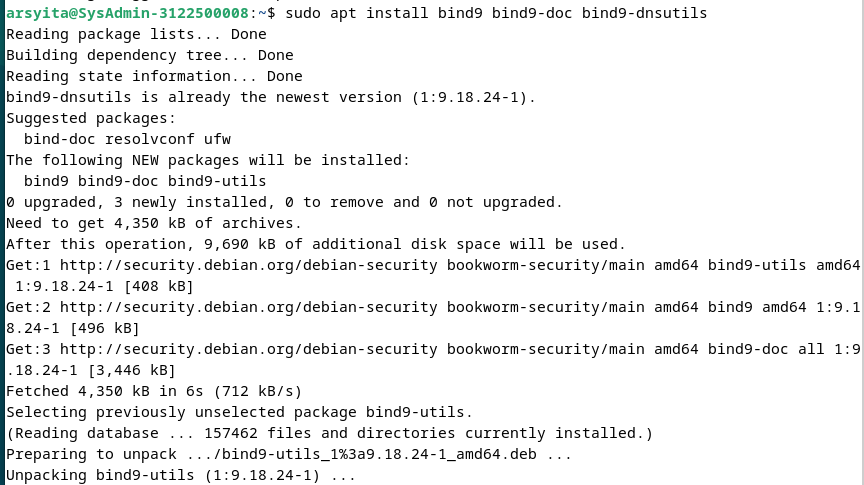 arsyita@SysAdmin-3122500008:~$ sudo apt install bind9 bind9-doc bind9-dnsutils
Reading package lists... Done
Building dependency tree... Done
Reading state information... Done
bind9-dnsutils is already the newest version (1:9.18.24-1).
Suggested packages:
  bind-doc resolvconf ufw
The following NEW packages will be installed:
  bind9 bind9-doc bind9-utils
0 upgraded, 3 newly installed, 0 to remove and 0 not upgraded.
Need to get 4,350 kB of archives.
After this operation, 9,690 kB of additional disk space will be used.
Get:1 http://security.debian.org/debian-security bookworm-security/main amd64 bind9-utils amd64
 1:9.18.24-1 [408 kB]
Get:2 http://security.debian.org/debian-security bookworm-security/main amd64 bind9 amd64 1:9.1
8.24-1 [496 kB]
Get:3 http://security.debian.org/debian-security bookworm-security/main amd64 bind9-doc all 1:9
.18.24-1 [3,446 kB]
Fetched 4,350 kB in 6s (712 kB/s)
Selecting previously unselected package bind9-utils.
(Reading database ... 157462 files and directories currently installed.)
Preparing to unpack .../bind9-utils_1%3a9.18.24-1_amd64.deb ...
Unpacking bind9-utils (1:9.18.24-1) ...